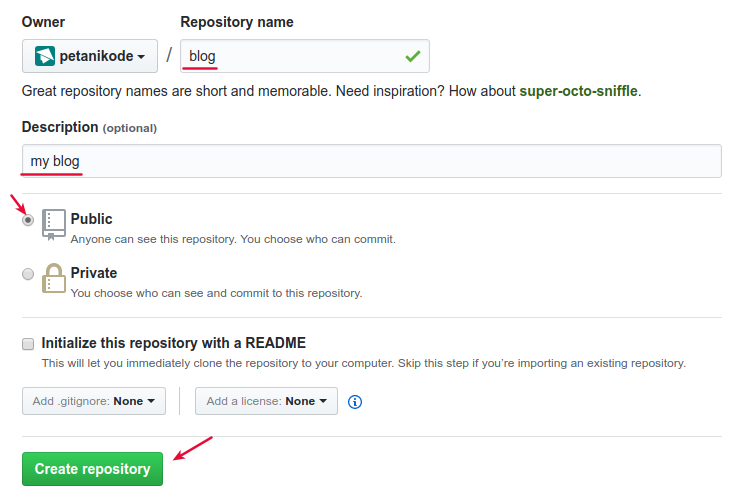 Owner Repository name
petanikode / blog
Great repository names are short and memorable. Need inspiration? How about super-octo-sniffle.
Description (optional)
my blog
Public
Anyone can see this repository. You choose who can commit.
Private
You choose who can see and commit to this repository.
Initialize this repository with a README
This will let you immediately clone the repository to your computer. Skip this step if you’re importing an existing repository.
Add .gitignore: None Add a license: None
Create repository